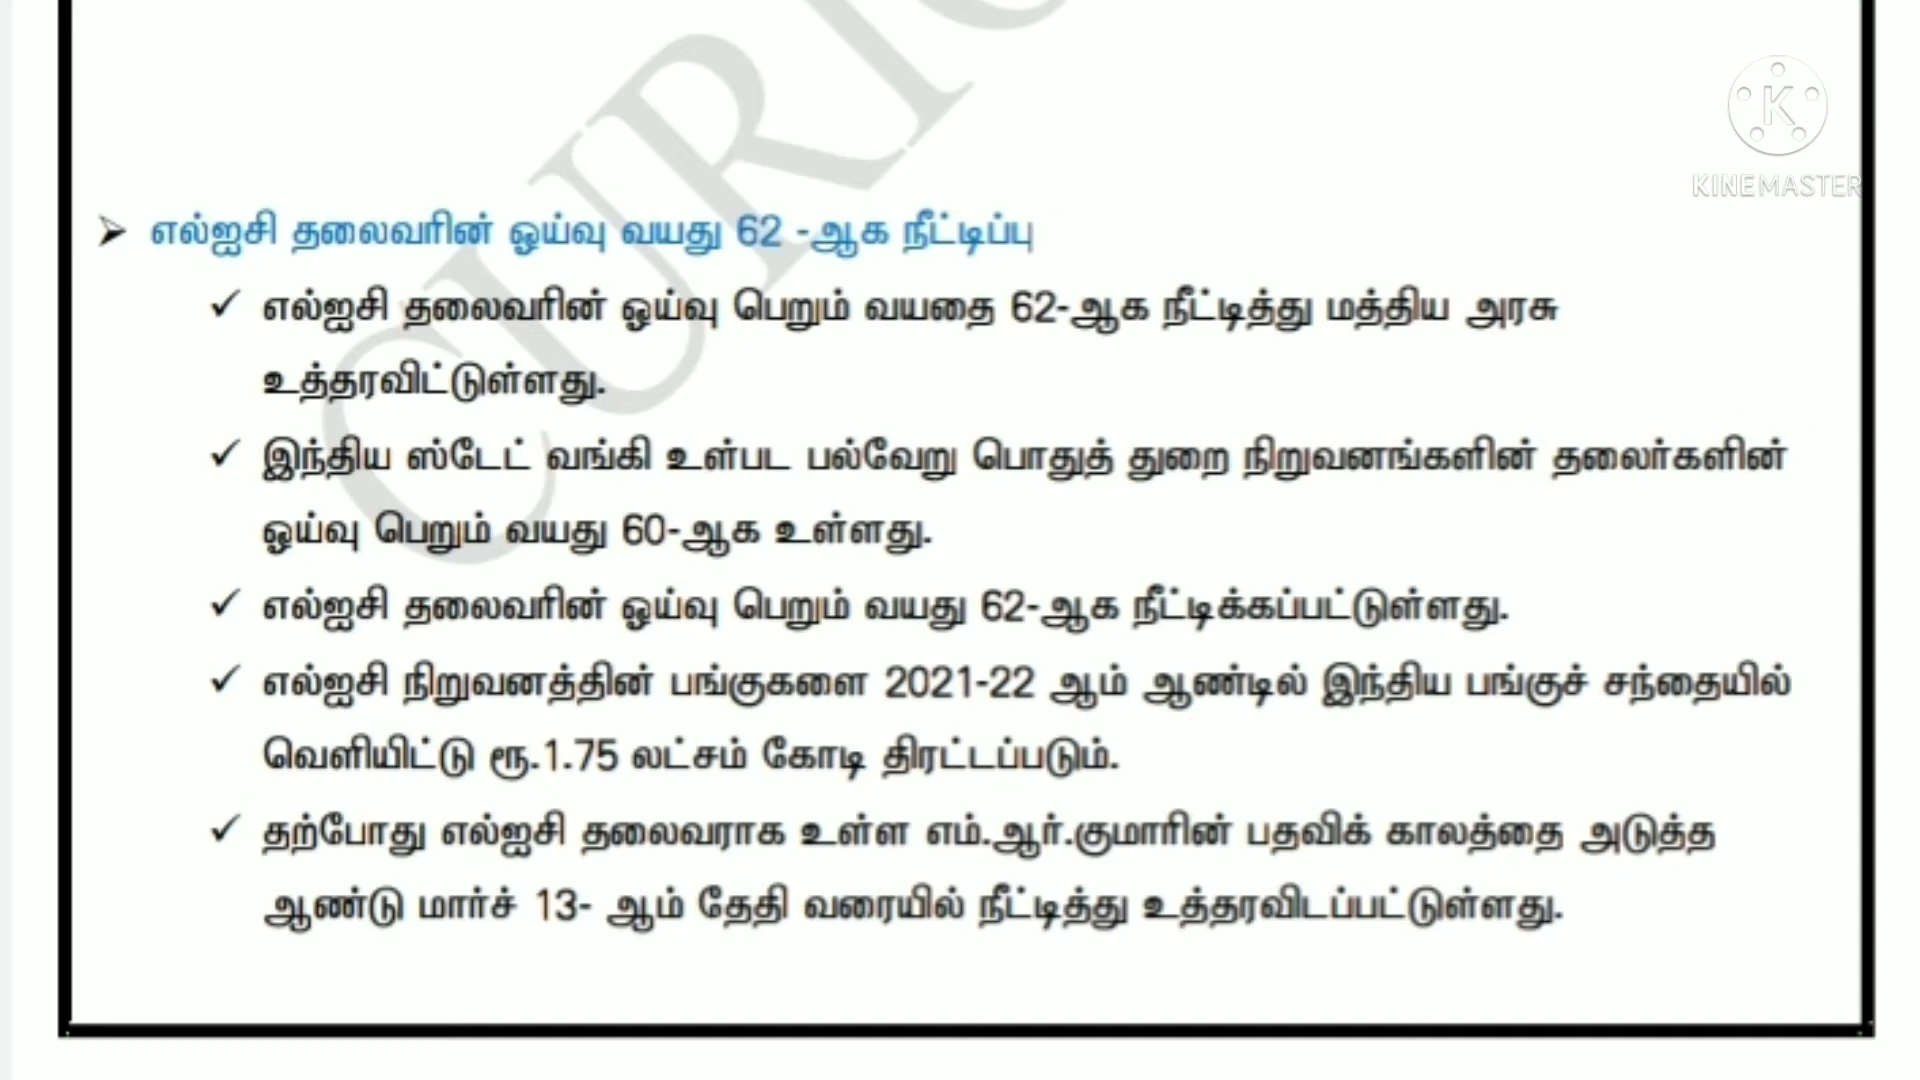 CURIO
K
KINEMASTER
➢ எல்ஐசி தலைவரின் ஓய்வு வயது 62 -ஆக நீட்டிப்பு
✓ எல்ஐசி தலைவரின் ஓய்வு பெறும் வயதை 62-ஆக நீட்டித்து மத்திய அரசு
உத்தரவிட்டுள்ளது.
✓ இந்திய ஸ்டேட் வங்கி உள்பட பல்வேறு பொதுத் துறை நிறுவனங்களின் தலைர்களின்
ஓய்வு பெறும் வயது 60-ஆக உள்ளது.
✓ எல்ஐசி தலைவரின் ஓய்வு பெறும் வயது 62-ஆக நீட்டிக்கப்பட்டுள்ளது.
✓ எல்ஐசி நிறுவனத்தின் பங்குகளை 2021-22 ஆம் ஆண்டில் இந்திய பங்குச் சந்தையில்
வெளியிட்டு ரூ.1.75 லட்சம் கோடி திரட்டப்படும்.
✓ தற்போது எல்ஐசி தலைவராக உள்ள எம்.ஆர்.குமாரின் பதவிக் காலத்தை அடுத்த
ஆண்டு மார்ச் 13- ஆம் தேதி வரையில் நீட்டித்து உத்தரவிடப்பட்டுள்ளது.